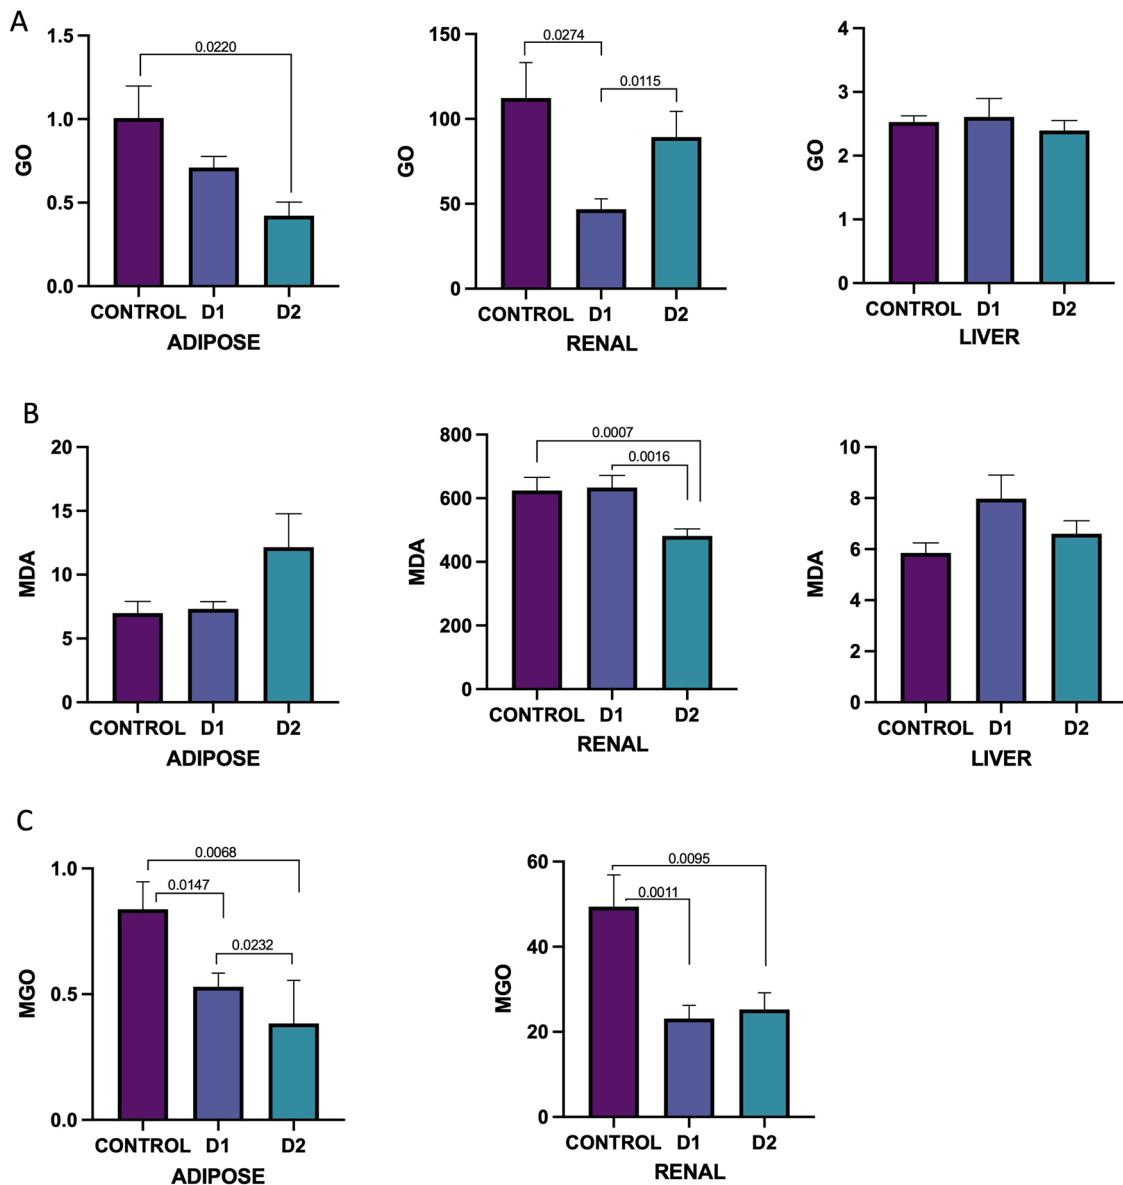 A
1.5
1.0
0.5
0.0
GO
0.0220
CONTROL D1 D2
ADIPOSE
150
100
50
0
GO
0.0274
0.0115
CONTROL D1 D2
RENAL
4
3
2
1
0
GO
CONTROL D1 D2
LIVER
B
20
15
10
5
0
MDA
CONTROL D1 D2
ADIPOSE
800
600
400
200
0
MDA
0.0007
0.0016
CONTROL D1 D2
RENAL
10
8
6
4
2
0
MDA
CONTROL D1 D2
LIVER
C
1.0
0.5
0.0
MGO
0.0068
0.0147
0.0232
CONTROL D1 D2
ADIPOSE
60
40
20
0
MGO
0.0095
0.0011
CONTROL D1 D2
RENAL